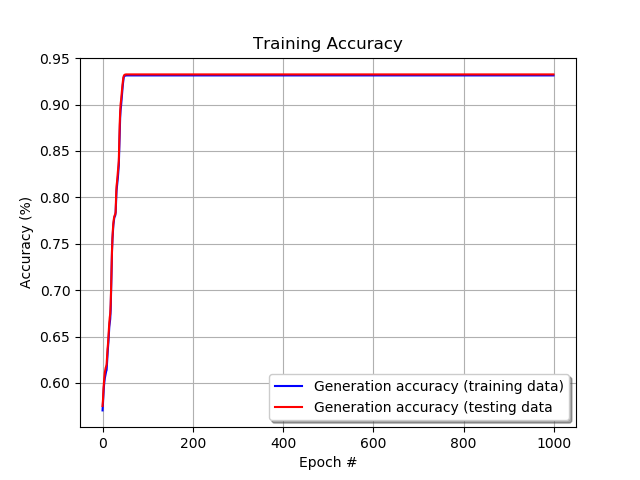 Training Accuracy
0.95
0.90
0.85
0.80
0.75
0.70
0.65
0.60
Accuracy (%)
Generation accuracy (training data)
Generation accuracy (testing data
0 200 400 600 800 1000
Epoch #